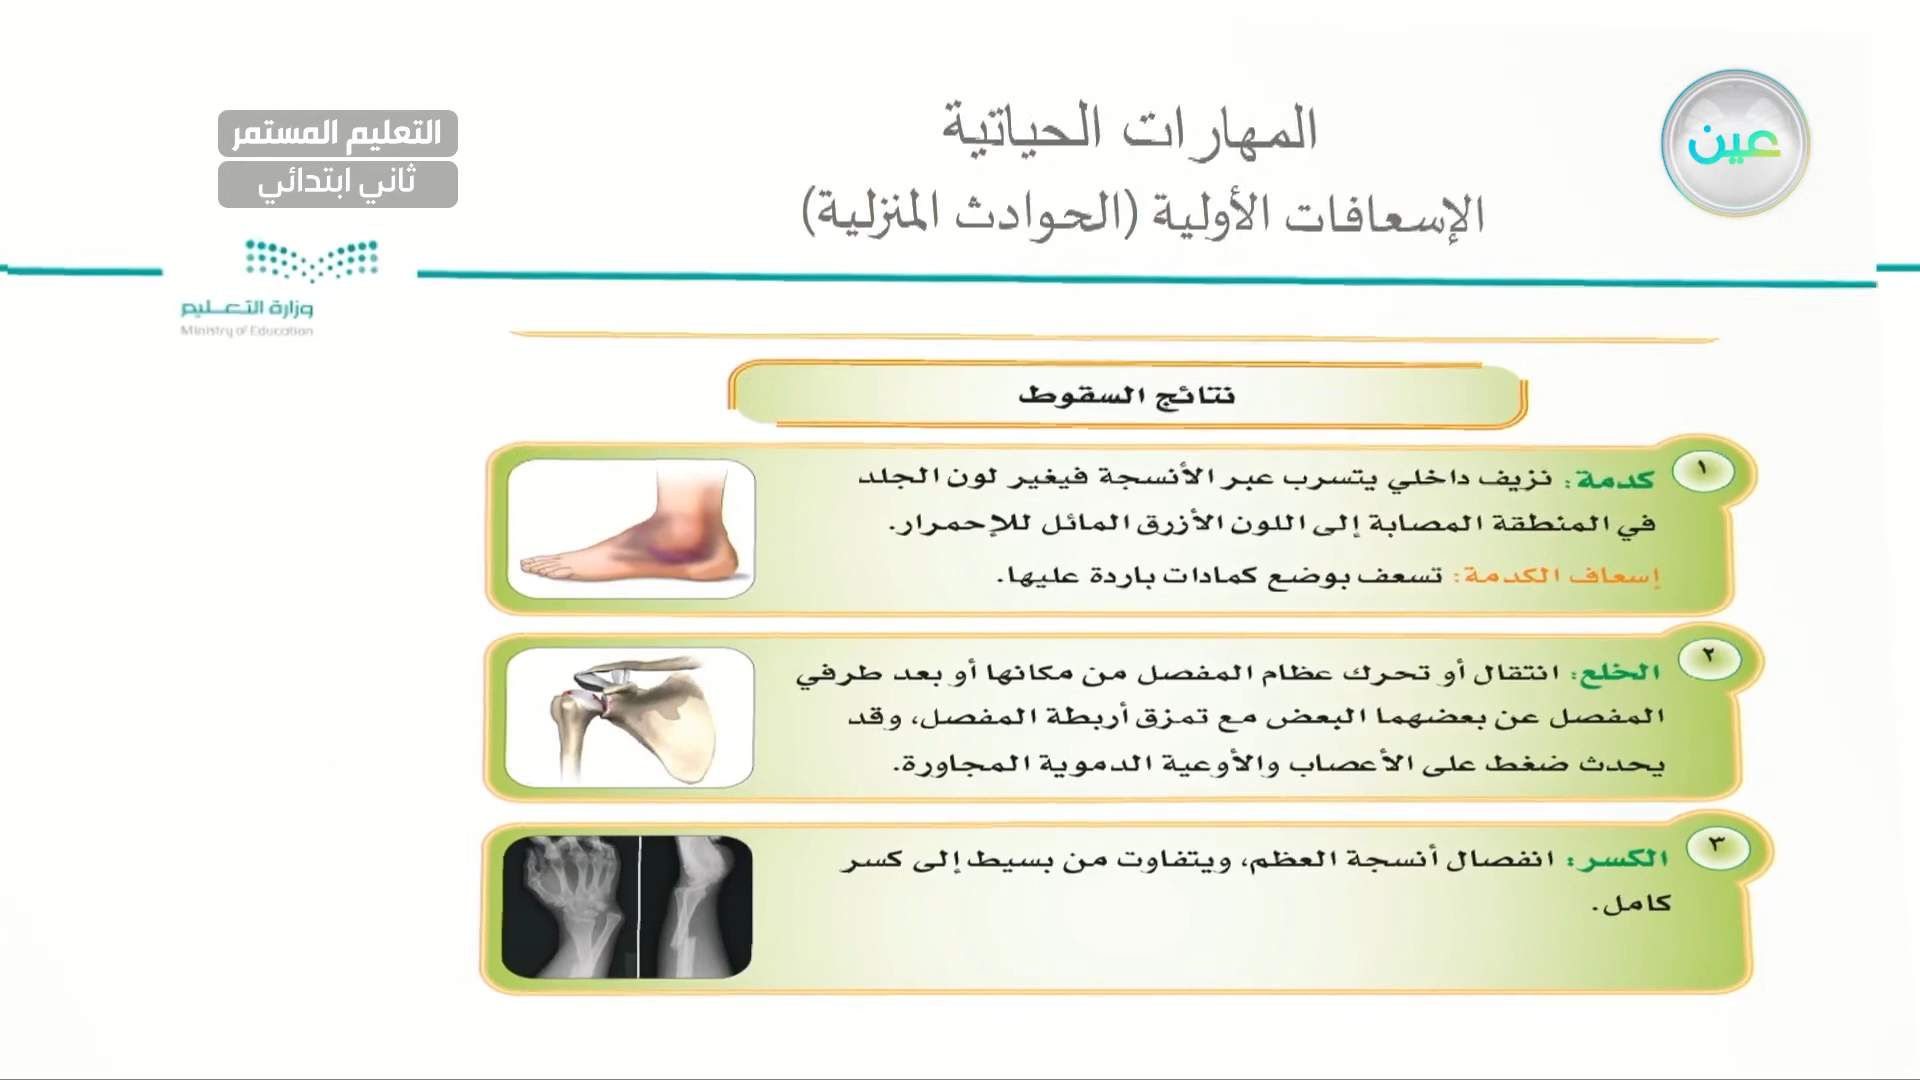 عين
المهارات الحياتية
الإسعافات الأولية (الحوادث المنزلية)
التعليم المستمر
ثاني ابتدائي
وزارة التعليم
Ministry of Education
نتائج السقوط
١
كدمة: نزيف داخلي يتسرب عبر الأنسجة فيغير لون الجلد
في المنطقة المصابة إلى اللون الأزرق المائل للإحمرار.
إسعاف الكدمة: تسعف بوضع كمادات باردة عليها.
٢
الخلع: انتقال أو تحرك عظام المفصل من مكانها أو بعد طرفي
المفصل عن بعضهما البعض مع تمزق أربطة المفصل، وقد
يحدث ضغط على الأعصاب والأوعية الدموية المجاورة.
٣
الكسر: انفصال أنسجة العظم، ويتفاوت من بسيط إلى كسر
كامل.